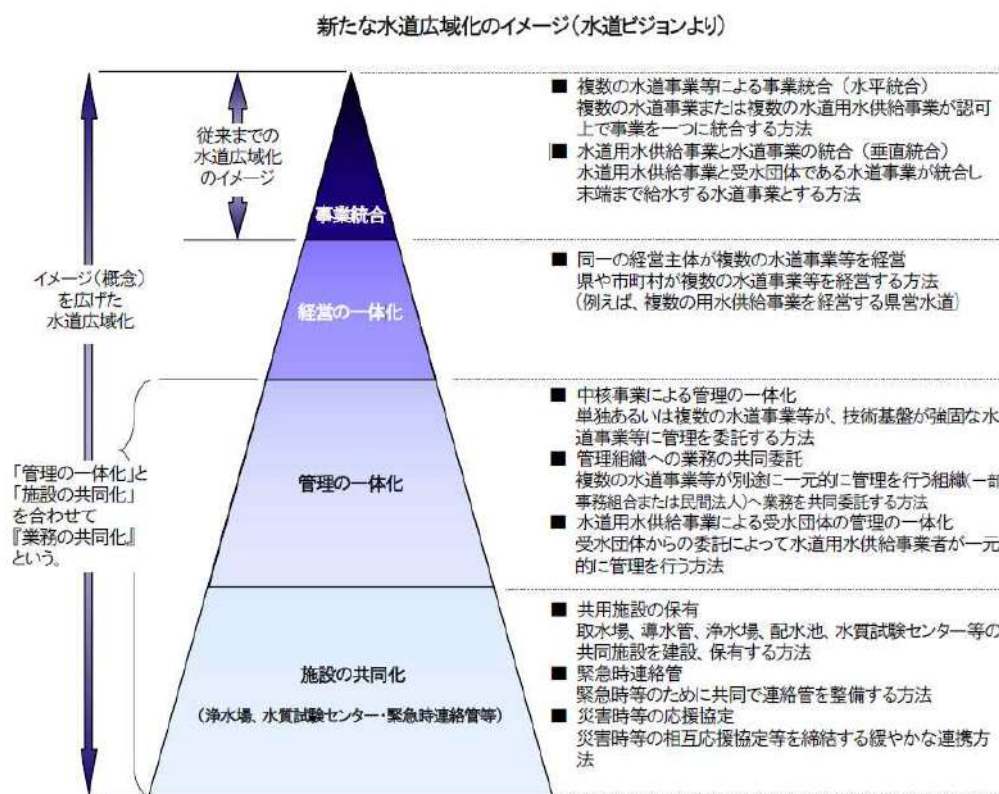 新たな水道広域化のイメージ(水道ビジョンより)
従来までの
水道広域化
のイメージ
イメージ(概念)
を広げた
水道広域化
「管理の一体化」と
「施設の共同化」
を合わせて
『業務の共同化』
という。
事業統合
経営の一体化
管理の一体化
施設の共同化
(浄水場、水質試験センター・緊急時連絡管等)
■ 複数の水道事業等による事業統合(水平統合)
複数の水道事業または複数の水道用水供給事業が認可
上で事業を一つに統合する方法
■ 水道用水供給事業と水道事業の統合(垂直統合)
水道用水供給事業と受水団体である水道事業が統合し
末端まで給水する水道事業とする方法
■ 同一の経営主体が複数の水道事業等を経営
県や市町村が複数の水道事業等を経営する方法
(例えば、複数の用水供給事業を経営する県営水道)
■ 中核事業による管理の一体化
単独あるいは複数の水道事業等が、技術基盤が強固な水
道事業等に管理を委託する方法
■ 管理組織への業務の共同委託
複数の水道事業等が別途に一元的に管理を行う組織(一部
事務組合または民間法人)へ業務を共同委託する方法
■ 水道用水供給事業による受水団体の管理の一体化
受水団体からの委託によって水道用水供給事業者が一元
的に管理を行う方法
■ 共用施設の保有
取水場、導水管、浄水場、配水池、水質試験センター等の
共同施設を建設、保有する方法
■ 緊急時連絡管
緊急時等のために共同で連絡管を整備する方法
■ 災害時等の応援協定
災害時等の相互応援協定等を締結する緩やかな連携方
法